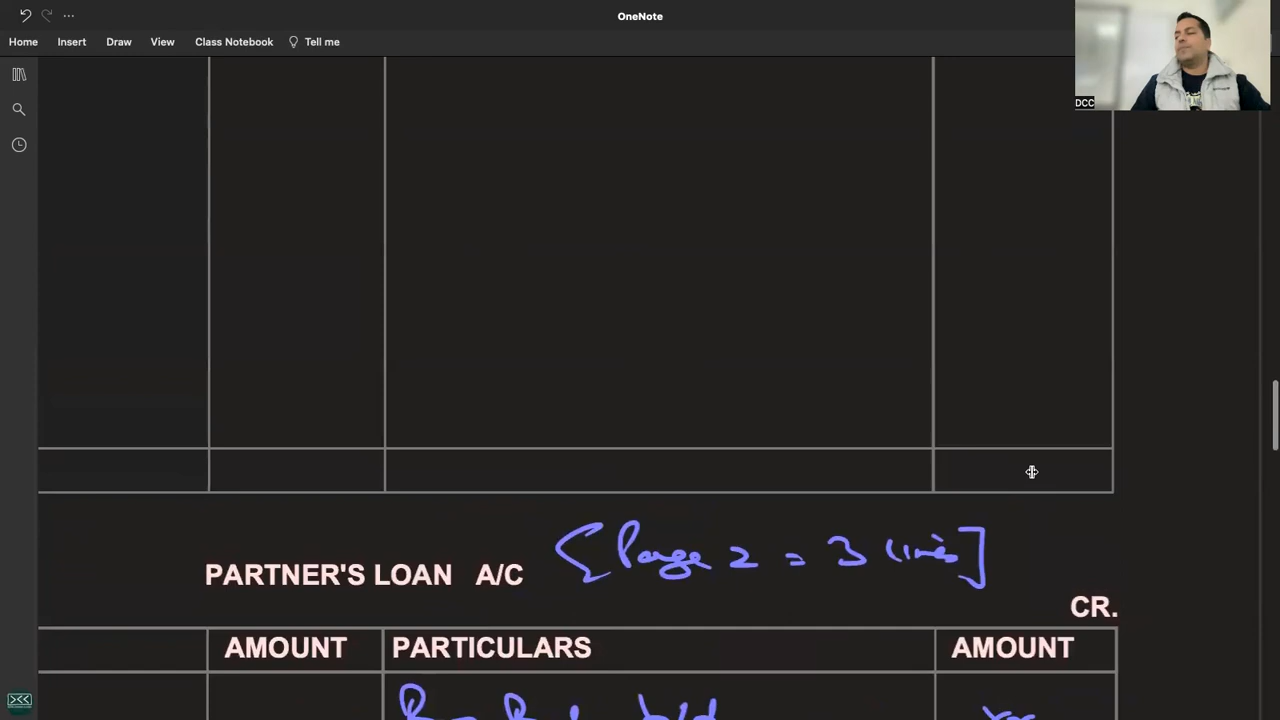 OneNote
Home Insert Draw View Class Notebook Tell me
DCC
PARTNER'S LOAN A/C [Page 2 = 3 lines]
CR.
AMOUNT PARTICULARS AMOUNT
b/d